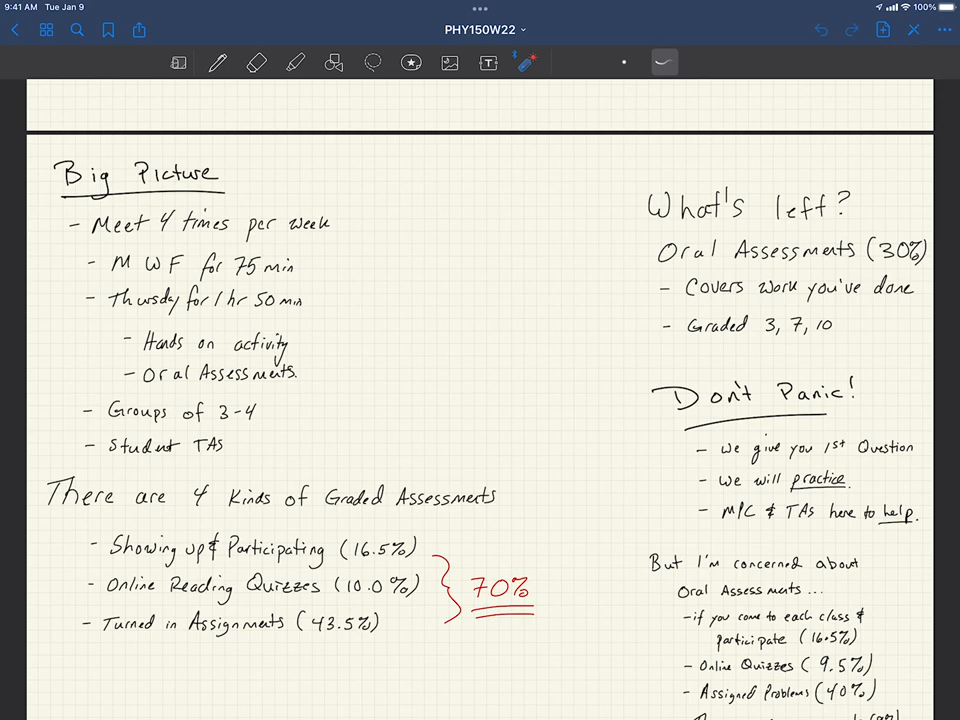 9:41 AM Tue Jan 9
100%
PHY150W22
T
Big Picture
- Meet 4 times per week
- M W F for 75 min
- Thursday for 1 hr 50 min
- Hands on activity
- Oral Assessments.
- Groups of 3-4
- Student TAs
There are 4 Kinds of Graded Assessments
- Showing up & Participating (16.5%)
- Online Reading Quizzes (10.0%)
- Turned in Assignments (43.5%)
70%
What's left?
Oral Assessments (30%)
- Covers work you've done
- Graded 3, 7, 10
Don't Panic!
- We give you 1st Question
- We will practice.
- MPC & TAs here to help.
But I'm concerned about
Oral Assessments ...
- if you come to each class &
participate (16.5%)
- Online Quizzes (9.5%)
- Assigned Problems (40%)